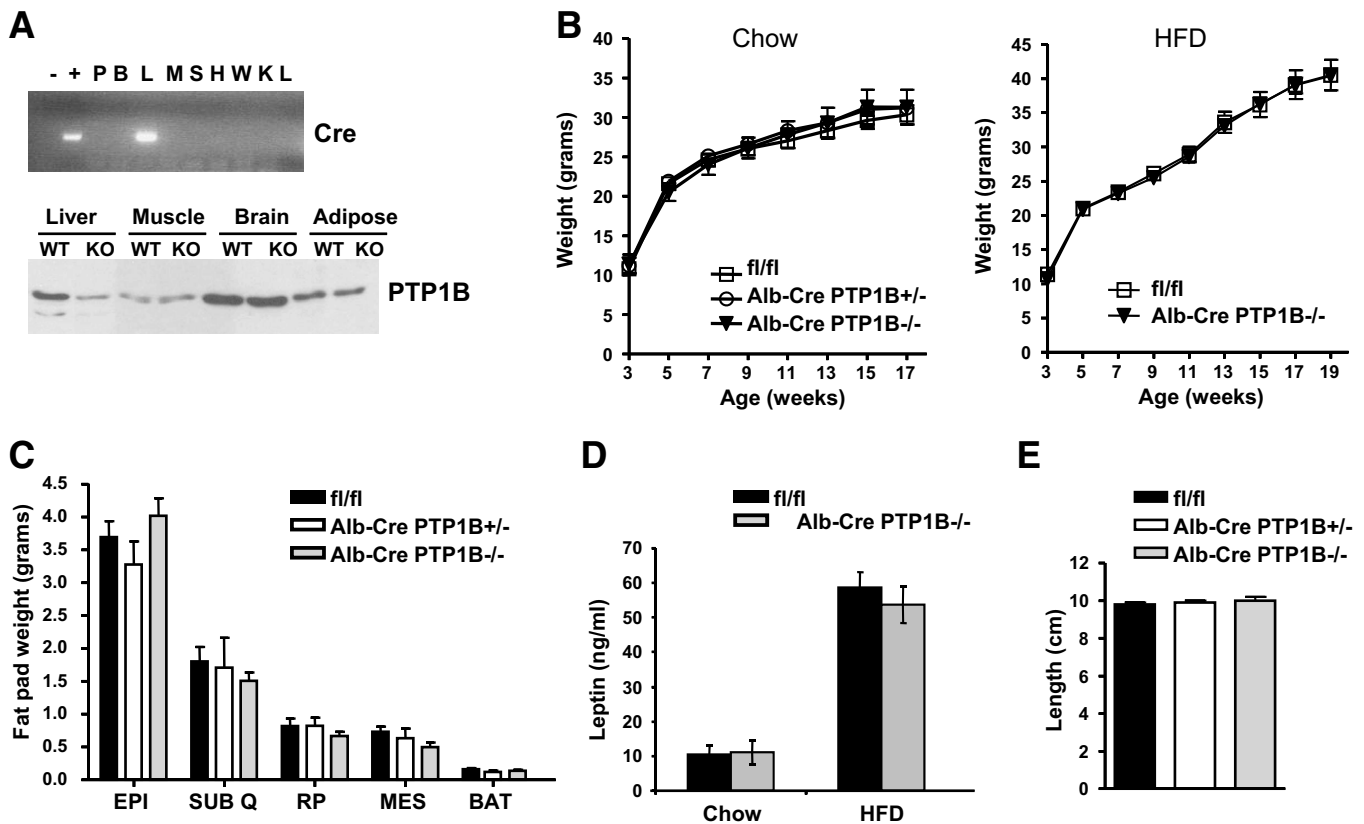 A
- + P B L M S H W K L
Cre
Liver Muscle Brain Adipose
WT KO WT KO WT KO WT KO
PTP1B
B
Chow
Weight (grams)
40
35
30
25
20
15
10
5
0
fl/fl
Alb-Cre PTP1B+/-
Alb-Cre PTP1B-/-
3 5 7 9 11 13 15 17
Age (weeks)
HFD
Weight (grams)
45
40
35
30
25
20
15
10
5
0
fl/fl
Alb-Cre PTP1B-/-
3 5 7 9 11 13 15 17 19
Age (weeks)
C
Fat pad weight (grams)
4.5
4.0
3.5
3.0
2.5
2.0
1.5
1.0
0.5
0.0
fl/fl
Alb-Cre PTP1B+/-
Alb-Cre PTP1B-/-
EPI SUB Q RP MES BAT
D
fl/fl
Alb-Cre PTP1B-/-
Leptin (ng/ml)
70
60
50
40
30
20
10
0
Chow HFD
E
fl/fl
Alb-Cre PTP1B+/-
Alb-Cre PTP1B-/-
Length (cm)
12
10
8
6
4
2
0